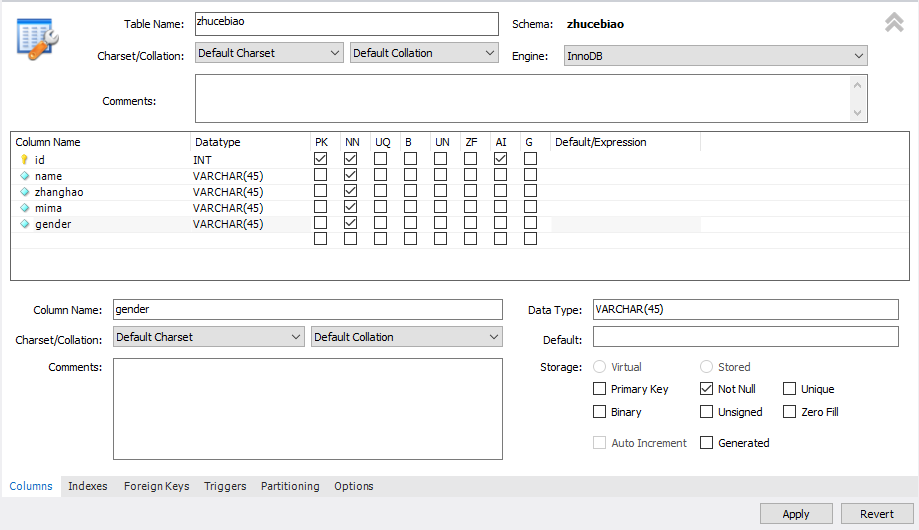 Table Name: zhucebiao Schema: zhucebiao
Charset/Collation: Default Charset Default Collation Engine: InnoDB
Comments:
Column Name Datatype PK NN UQ B UN ZF AI G Default/Expression
id INT
name VARCHAR(45)
zhanghao VARCHAR(45)
mima VARCHAR(45)
gender VARCHAR(45)
Column Name: gender Data Type: VARCHAR(45)
Charset/Collation: Default Charset Default Collation Default:
Comments: Storage: Virtual Stored
Primary Key Not Null Unique
Binary Unsigned Zero Fill
Auto Increment Generated
Columns Indexes Foreign Keys Triggers Partitioning Options
Apply Revert